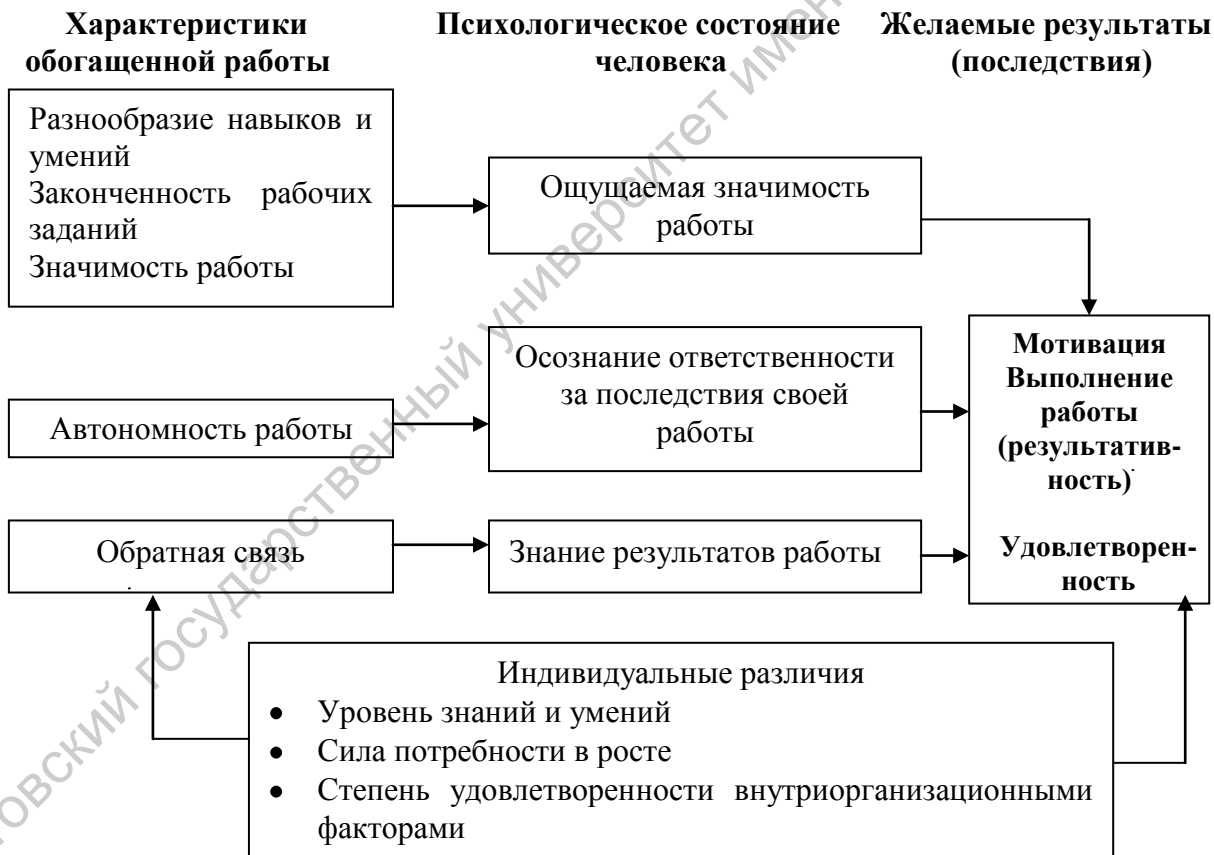 Характеристики
обогащенной работы
Психологическое состояние
человека
Желаемые результаты
(последствия)
Разнообразие навыков и
умений
Законченность рабочих
заданий
Значимость работы
Ощущаемая значимость
работы
Автономность работы
Осознание ответственности
за последствия своей
работы
Мотивация
Выполнение
работы
(результатив-
ность)
Удовлетворен-
ность
Обратная связь
Знание результатов работы
Индивидуальные различия
• Уровень знаний и умений
• Сила потребности в росте
• Степень удовлетворенности внутриорганизационными
факторами
государственный университет